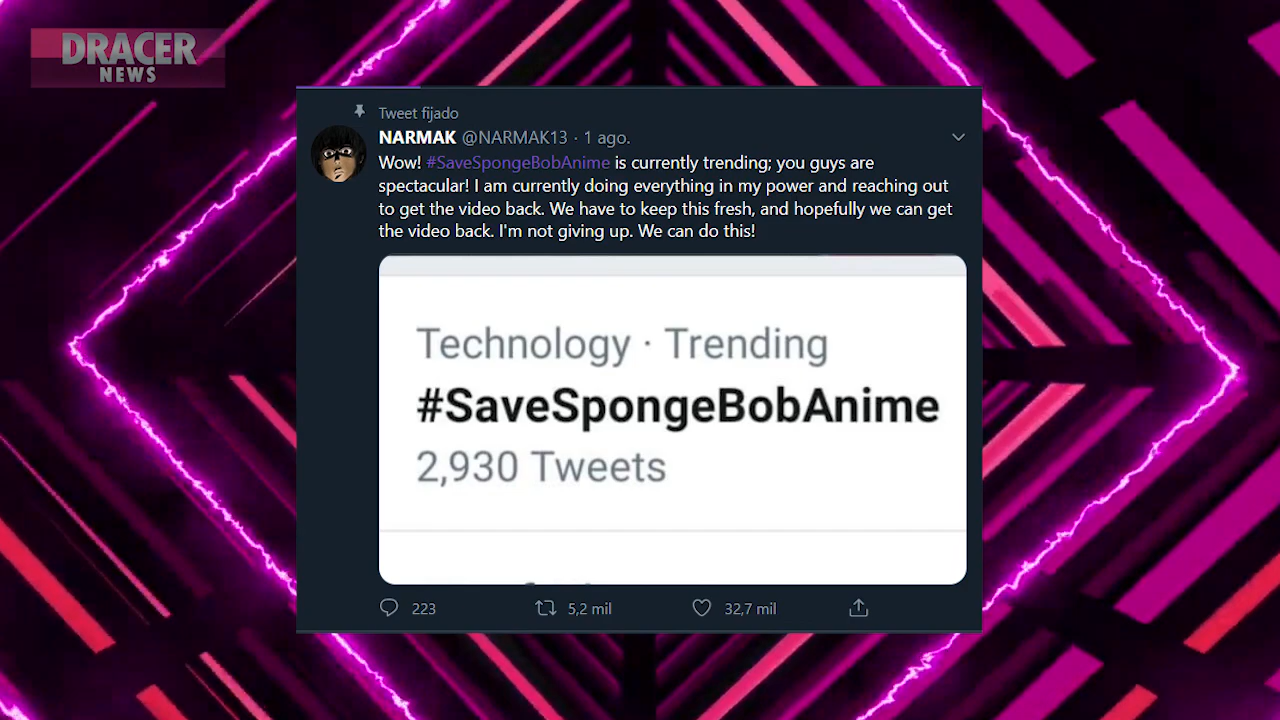 DRACER
NEWS
Tweet fijado
NARMAK @NARMAK13 · 1 ago.
Wow! #SaveSpongeBobAnime is currently trending; you guys are
spectacular! I am currently doing everything in my power and reaching out
to get the video back. We have to keep this fresh, and hopefully we can get
the video back. I'm not giving up. We can do this!
Technology · Trending
#SaveSpongeBobAnime
2,930 Tweets
223 5,2 mil 32,7 mil